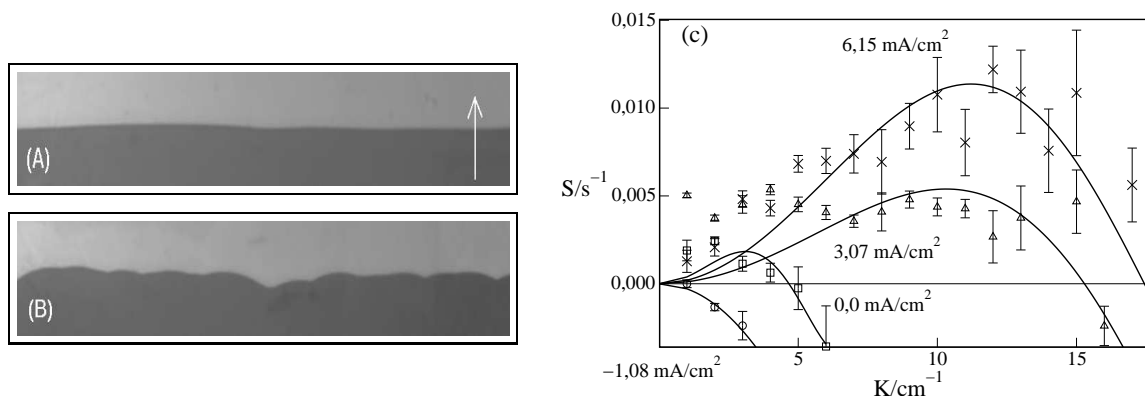 (A)
(B)
(c)
0,015
0,010
0,005
0,000
S/s⁻¹
6,15 mA/cm²
3,07 mA/cm²
0,0 mA/cm²
−1,08 mA/cm²
5 10 15
K/cm⁻¹